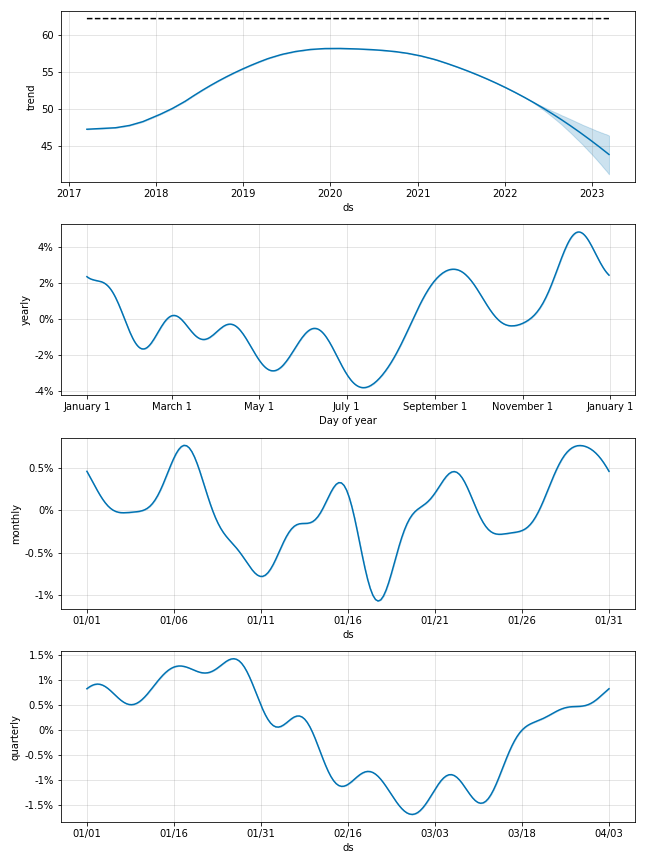 60
55
50
45
trend
2017 2018 2019 2020 2021 2022 2023
ds
4%
2%
0%
-2%
-4%
yearly
January 1 March 1 May 1 July 1 September 1 November 1 January 1
Day of year
0.5%
0%
-0.5%
-1%
monthly
01/01 01/06 01/11 01/16 01/21 01/26 01/31
ds
1.5%
1%
0.5%
0%
-0.5%
-1%
-1.5%
quarterly
01/01 01/16 01/31 02/16 03/03 03/18 04/03
ds